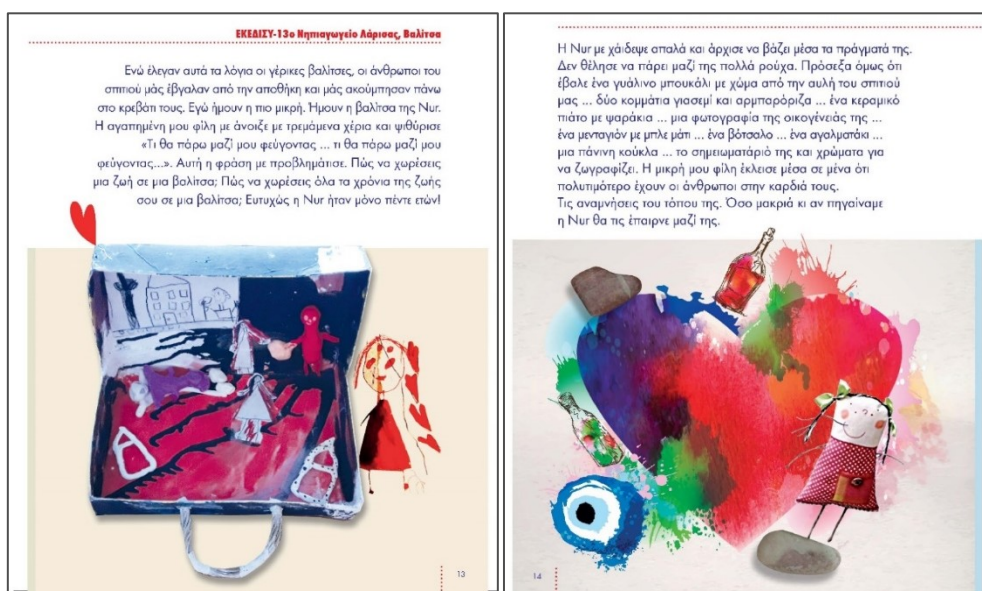 ΕΚΕΔΙΣΥ-13ο Νηπιαγωγείο Λάρισας, Βαλίτσα
Ενώ έλεγαν αυτά τα λόγια οι γέρικες βαλίτσες, οι άνθρωποι του
σπιτιού μάς έβγαλαν από την αποθήκη και μάς ακούμπησαν πάνω
στο κρεβάτι τους. Εγώ ήμουν η πιο μικρή. Ήμουν η βαλίτσα της Nur.
Η αγαπημένη μου φίλη με άνοιξε με τρεμάμενα χέρια και ψιθύρισε
«Τι θα πάρω μαζί μου φεύγοντας ... τι θα πάρω μαζί μου
φεύγοντας...». Αυτή η φράση με προβλημάτισε. Πώς να χωρέσεις
μια ζωή σε μια βαλίτσα; Πώς να χωρέσεις όλα τα χρόνια της ζωής
σου σε μια βαλίτσα; Ευτυχώς η Nur ήταν μόνο πέντε ετών!
13
Η Nur με χάιδεψε απαλά και άρχισε να βάζει μέσα τα πράγματά της.
Δεν θέλησε να πάρει μαζί της πολλά ρούχα. Πρόσεξα όμως ότι
έβαλε ένα γυάλινο μπουκάλι με χώμα από την αυλή του σπιτιού
μας ... δύο κομμάτια γιασεμί και αρμπαρόριζα ... ένα κεραμικό
πιάτο με ψαράκια ... μια φωτογραφία της οικογένειάς της ...
ένα μενταγιόν με μπλε μάτι ... ένα βότσαλο ... ένα αγαλματάκι ...
μια πάνινη κούκλα ... το σημειωματάριό της και χρώματα για
να ζωγραφίζει. Η μικρή μου φίλη έκλεισε μέσα σε μένα ότι
πολυτιμότερο έχουν οι άνθρωποι στην καρδιά τους.
Τις αναμνήσεις του τόπου της. Όσο μακριά κι αν πηγαίναμε
η Nur θα τις έπαιρνε μαζί της.
14